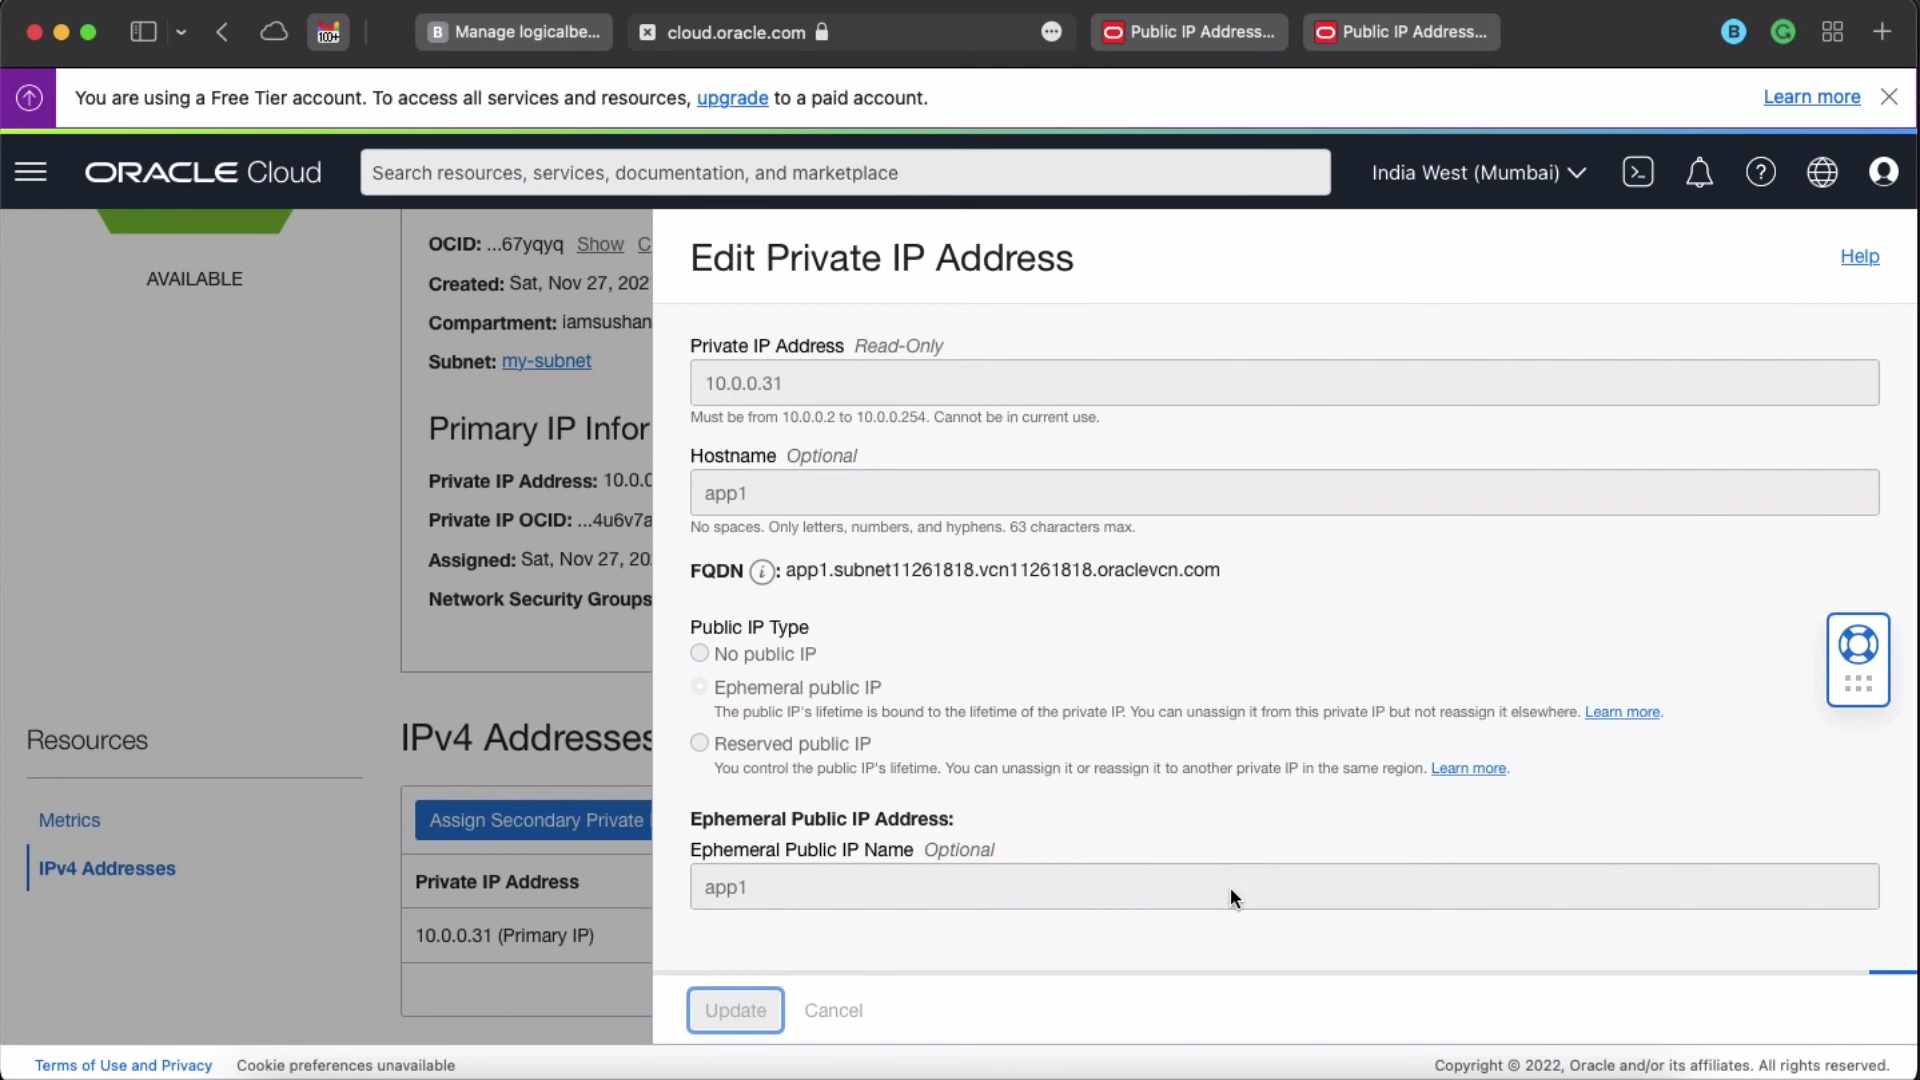 Manage logicalbe...
cloud.oracle.com
Public IP Address...
Public IP Address...
You are using a Free Tier account. To access all services and resources, upgrade to a paid account.
Learn more
ORACLE Cloud
Search resources, services, documentation, and marketplace
India West (Mumbai)
AVAILABLE
OCID: ...67yqyq Show C
Created: Sat, Nov 27, 202
Compartment: iamsushan
Subnet: my-subnet
Primary IP Infor
Private IP Address: 10.0.0
Private IP OCID: ...4u6v7a
Assigned: Sat, Nov 27, 20
Network Security Groups
Resources
Metrics
IPv4 Addresses
IPv4 Addresses
Assign Secondary Private I
Private IP Address
10.0.0.31 (Primary IP)
Edit Private IP Address
Help
Private IP Address Read-Only
10.0.0.31
Must be from 10.0.0.2 to 10.0.0.254. Cannot be in current use.
Hostname Optional
app1
No spaces. Only letters, numbers, and hyphens. 63 characters max.
FQDN i : app1.subnet11261818.vcn11261818.oraclevcn.com
Public IP Type
No public IP
Ephemeral public IP
The public IP's lifetime is bound to the lifetime of the private IP. You can unassign it from this private IP but not reassign it elsewhere. Learn more.
Reserved public IP
You control the public IP's lifetime. You can unassign it or reassign it to another private IP in the same region. Learn more.
Ephemeral Public IP Address:
Ephemeral Public IP Name Optional
app1
Update
Cancel
Terms of Use and Privacy
Cookie preferences unavailable
Copyright © 2022, Oracle and/or its affiliates. All rights reserved.